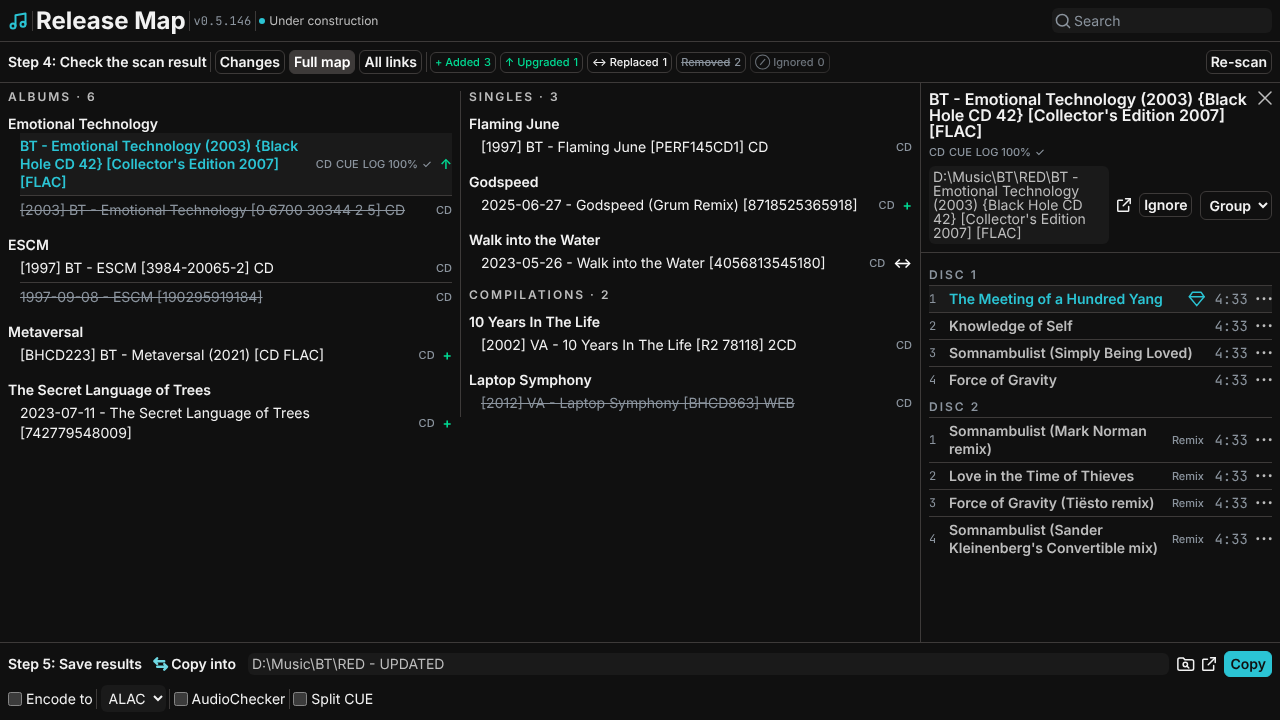 Release Map v0.5.146 Under construction Search
Step 4: Check the scan result Changes Full map All links + Added 3 ↑ Upgraded 1 ↔ Replaced 1 Removed 2 Ignored 0 Re-scan
ALBUMS · 6
Emotional Technology
BT - Emotional Technology (2003) {Black
Hole CD 42} [Collector's Edition 2007]
[FLAC]
CD CUE LOG 100% ✓ ↑
[2003] BT - Emotional Technology [0 6700 30344 2 5] CD CD
ESCM
[1997] BT - ESCM [3984-20065-2] CD CD
1997-09-08 - ESCM [190295919184] CD
Metaversal
[BHCD223] BT - Metaversal (2021) [CD FLAC] CD +
The Secret Language of Trees
2023-07-11 - The Secret Language of Trees
[742779548009]
CD +
SINGLES · 3
Flaming June
[1997] BT - Flaming June [PERF145CD1] CD CD
Godspeed
2025-06-27 - Godspeed (Grum Remix) [8718525365918] CD +
Walk into the Water
2023-05-26 - Walk into the Water [4056813545180] CD ↔
COMPILATIONS · 2
10 Years In The Life
[2002] VA - 10 Years In The Life [R2 78118] 2CD CD
Laptop Symphony
[2012] VA - Laptop Symphony [BHCD863] WEB CD
BT - Emotional Technology (2003) {Black
Hole CD 42} [Collector's Edition 2007]
[FLAC]
CD CUE LOG 100% ✓
D:\Music\BT\RED\BT -
Emotional Technology
(2003) {Black Hole CD
42} [Collector's Edition
2007] [FLAC]
Ignore Group
DISC 1
1 The Meeting of a Hundred Yang 4:33 ···
2 Knowledge of Self 4:33 ···
3 Somnambulist (Simply Being Loved) 4:33 ···
4 Force of Gravity 4:33 ···
DISC 2
1 Somnambulist (Mark Norman
remix) Remix 4:33 ···
2 Love in the Time of Thieves Remix 4:33 ···
3 Force of Gravity (Tiësto remix) Remix 4:33 ···
4 Somnambulist (Sander
Kleinenberg's Convertible mix) Remix 4:33 ···
Step 5: Save results Copy into D:\Music\BT\RED - UPDATED Copy
Encode to ALAC AudioChecker Split CUE